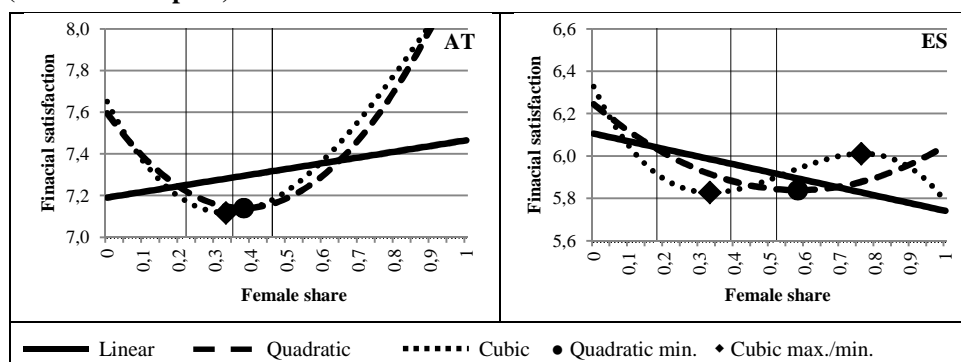 AT
Finacial satisfaction
8,0
7,8
7,6
7,4
7,2
7,0
0 0,1 0,2 0,3 0,4 0,5 0,6 0,7 0,8 0,9 1
Female share
ES
Finacial satisfaction
6,6
6,4
6,2
6,0
5,8
5,6
0 0,1 0,2 0,3 0,4 0,5 0,6 0,7 0,8 0,9 1
Female share
Linear Quadratic Cubic Quadratic min. Cubic max./min.